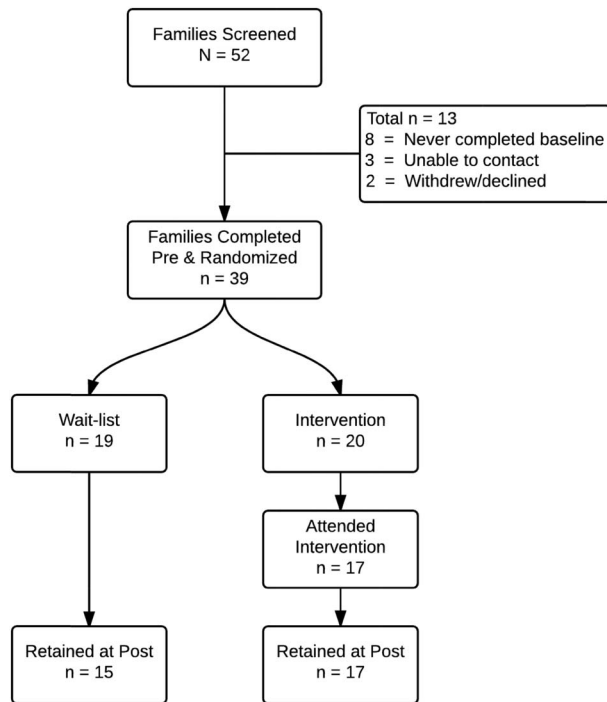 Families Screened
N = 52
Total n = 13
8 = Never completed baseline
3 = Unable to contact
2 = Withdrew/declined
Families Completed
Pre & Randomized
n = 39
Wait-list
n = 19
Intervention
n = 20
Attended
Intervention
n = 17
Retained at Post
n = 15
Retained at Post
n = 17